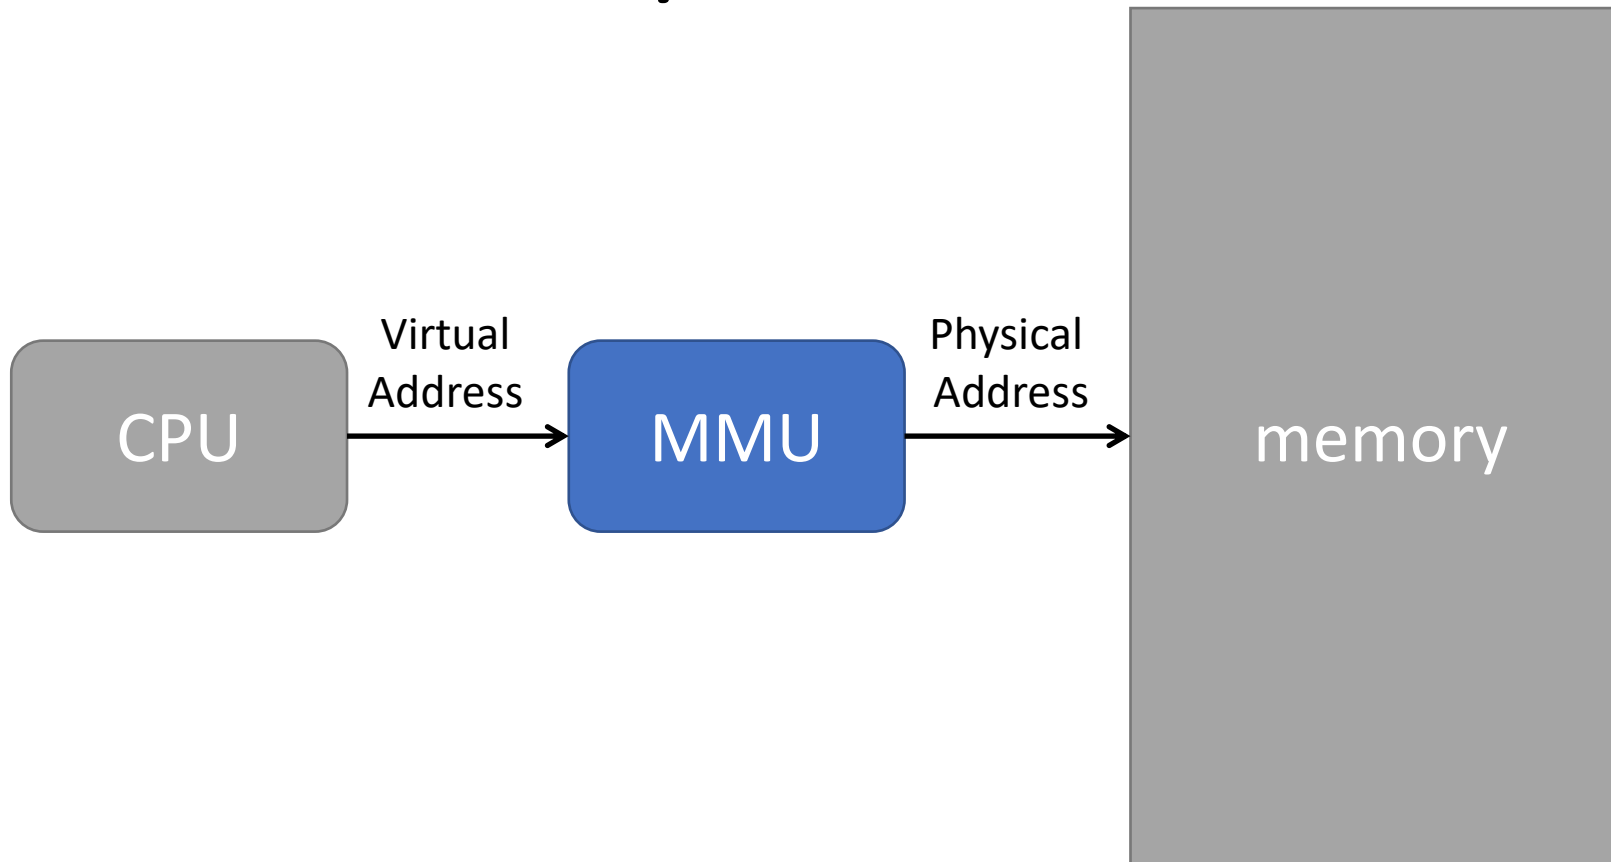 CPU
Virtual
Address
MMU
Physical
Address
memory